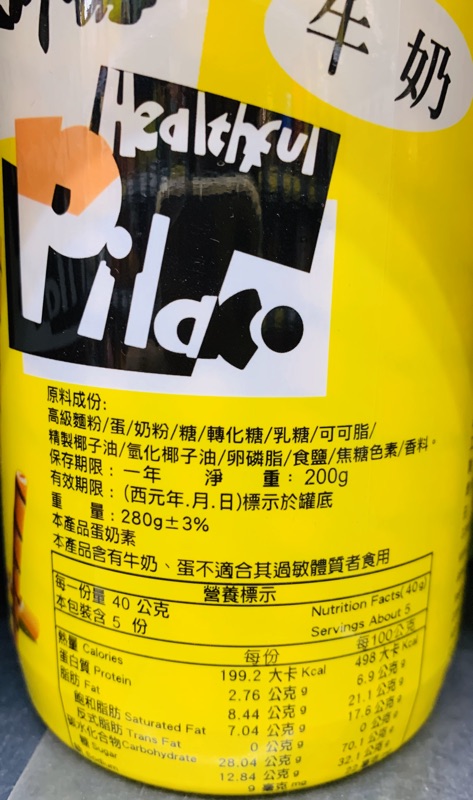 牛奶
Healthful
Pilaco
原料成份:
高級麵粉/蛋/奶粉/糖/轉化糖/乳糖/可可脂/
精製椰子油/氫化椰子油/卵磷脂/食鹽/焦糖色素/香料。
保存期限：一年 淨 重：200g
有效期限：(西元年.月.日)標示於罐底
重 量：280g±3%
本產品蛋奶素
本產品含有牛奶、蛋不適合其過敏體質者食用
營養標示
每一份量 40 公克 Nutrition Facts( 40g)
本包裝含 5 份 Servings About 5
每份 每100公克
熱量 Calories 199.2 大卡 Kcal 498 大卡 Kcal
蛋白質 Protein 2.76 公克 g 6.9 公克 g
脂肪 Fat 8.44 公克 g 21.1 公克 g
飽和脂肪 Saturated Fat 7.04 公克 g 17.6 公克 g
反式脂肪 Trans Fat 0 公克 g 0 公克 g
碳水化合物 Carbohydrate 28.04 公克 g 70.1 公克 g
糖 Sugar 12.84 公克 g 32.1 公克 g
9 毫克 mg